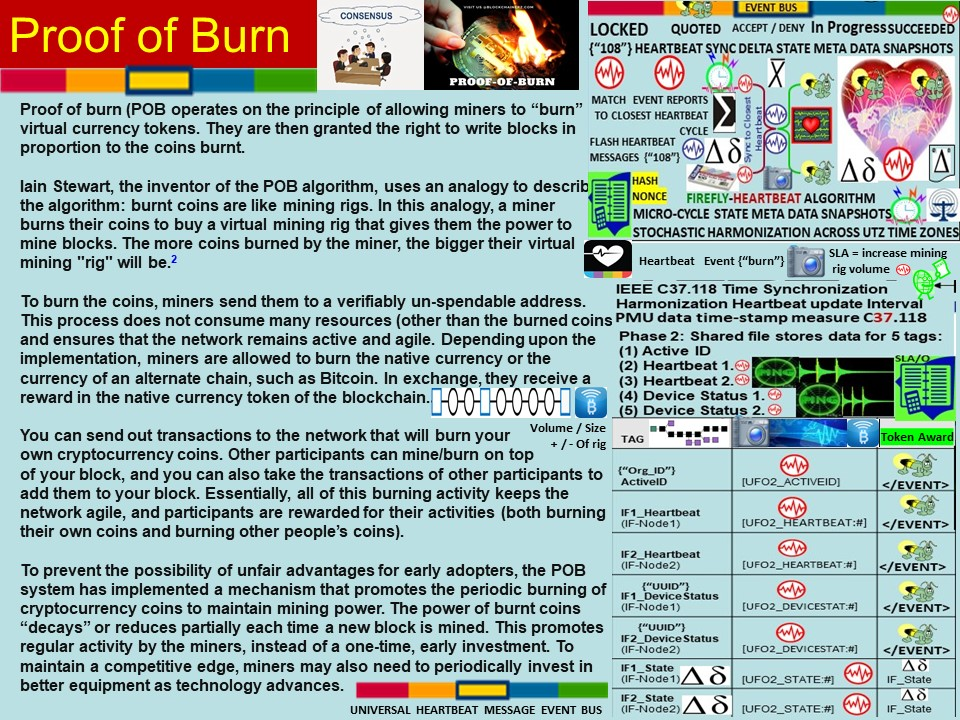 Proof of Burn
CONSENSUS
VISIT US @BLOCKCHAINERZ.COM
PROOF-OF-BURN
Proof of burn (POB operates on the principle of allowing miners to “burn”
virtual currency tokens. They are then granted the right to write blocks in
proportion to the coins burnt.
Iain Stewart, the inventor of the POB algorithm, uses an analogy to describ
the algorithm: burnt coins are like mining rigs. In this analogy, a miner
burns their coins to buy a virtual mining rig that gives them the power to
mine blocks. The more coins burned by the miner, the bigger their virtual
mining "rig" will be.2
To burn the coins, miners send them to a verifiably un-spendable address.
This process does not consume many resources (other than the burned coins
and ensures that the network remains active and agile. Depending upon the
implementation, miners are allowed to burn the native currency or the
currency of an alternate chain, such as Bitcoin. In exchange, they receive a
reward in the native currency token of the blockchain.
Volume / Size
+ / - Of rig
You can send out transactions to the network that will burn your
own cryptocurrency coins. Other participants can mine/burn on top
of your block, and you can also take the transactions of other participants to
add them to your block. Essentially, all of this burning activity keeps the
network agile, and participants are rewarded for their activities (both burning
their own coins and burning other people’s coins).
To prevent the possibility of unfair advantages for early adopters, the POB
system has implemented a mechanism that promotes the periodic burning of
cryptocurrency coins to maintain mining power. The power of burnt coins
“decays” or reduces partially each time a new block is mined. This promotes
regular activity by the miners, instead of a one-time, early investment. To
maintain a competitive edge, miners may also need to periodically invest in
better equipment as technology advances.
UNIVERSAL HEARTBEAT MESSAGE EVENT BUS
EVENT BUS
LOCKED QUOTED ACCEPT / DENY In Progress SUCCEEDED
{“108”} HEARTBEAT SYNC DELTA STATE META DATA SNAPSHOTS
MATCH EVENT REPORTS
TO CLOSEST HEARTBEAT
CYCLE
FLASH HEARTBEAT
MESSAGES {“108”}
Σ
Δδ
Sync to Closest
Heartbeat
Δδ
Δ
HASH
NONCE
FIREFLY-HEARTBEAT ALGORITHM
MICRO-CYCLE STATE META DATA SNAPSHOTS
STOCHASTIC HARMONIZATION ACROSS UTZ TIME ZONES
Heartbeat Event {“burn”}
SLA = increase mining
rig volume
IEEE C37.118 Time Synchronization
Harmonization Heartbeat update Interval
PMU data time-stamp measure C37.118
Phase 2: Shared file stores data for 5 tags:
(1) Active ID
(2) Heartbeat 1.
(3) Heartbeat 2.
(4) Device Status 1.
(5) Device Status 2.
SLA/O
TAG
Token Award
{“Org_ID”}
ActiveID
[UFO2_ACTIVEID]
</EVENT>
IF1_Heartbeat
(IF-Node1)
[UFO2_HEARTBEAT:#]
</EVENT>
IF2_Heartbeat
(IF-Node2)
[UFO2_HEARTBEAT:#]
</EVENT>
{“UUID”}
IF1_DeviceStatus
(IF-Node1)
[UFO2_DEVICESTAT:#]
</EVENT>
{“UUID”}
IF2_DeviceStatus
(IF-Node2)
[UFO2_DEVICESTAT:#]
</EVENT>
IF1_State
(IF-Node1) Δδ
[UFO2_STATE:#]
Δδ
IF_State
IF2_State
(IF-Node2) Δδ
[UFO2_STATE:#]
Δδ
IF_State